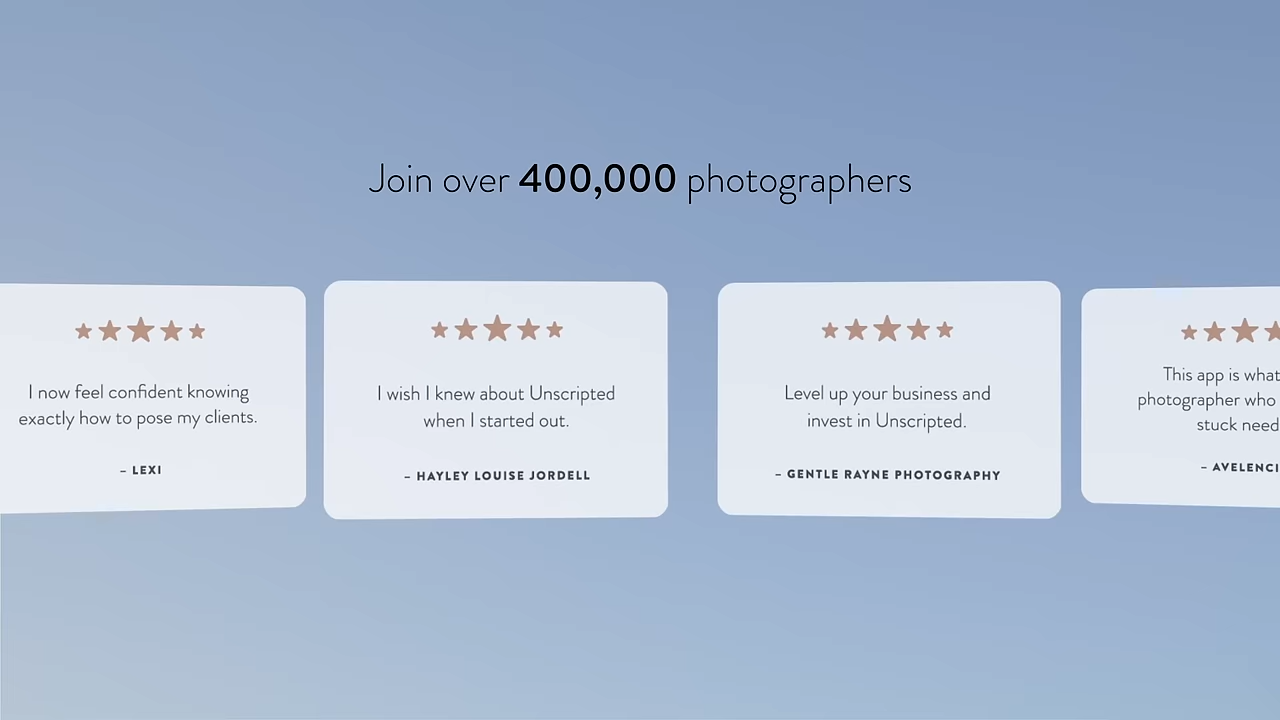 Join over 400,000 photographers
I now feel confident knowing
exactly how to pose my clients.
– LEXI
I wish I knew about Unscripted
when I started out.
– HAYLEY LOUISE JORDELL
Level up your business and
invest in Unscripted.
– GENTLE RAYNE PHOTOGRAPHY
This app is what
photographer who
stuck need
– AVELENCI